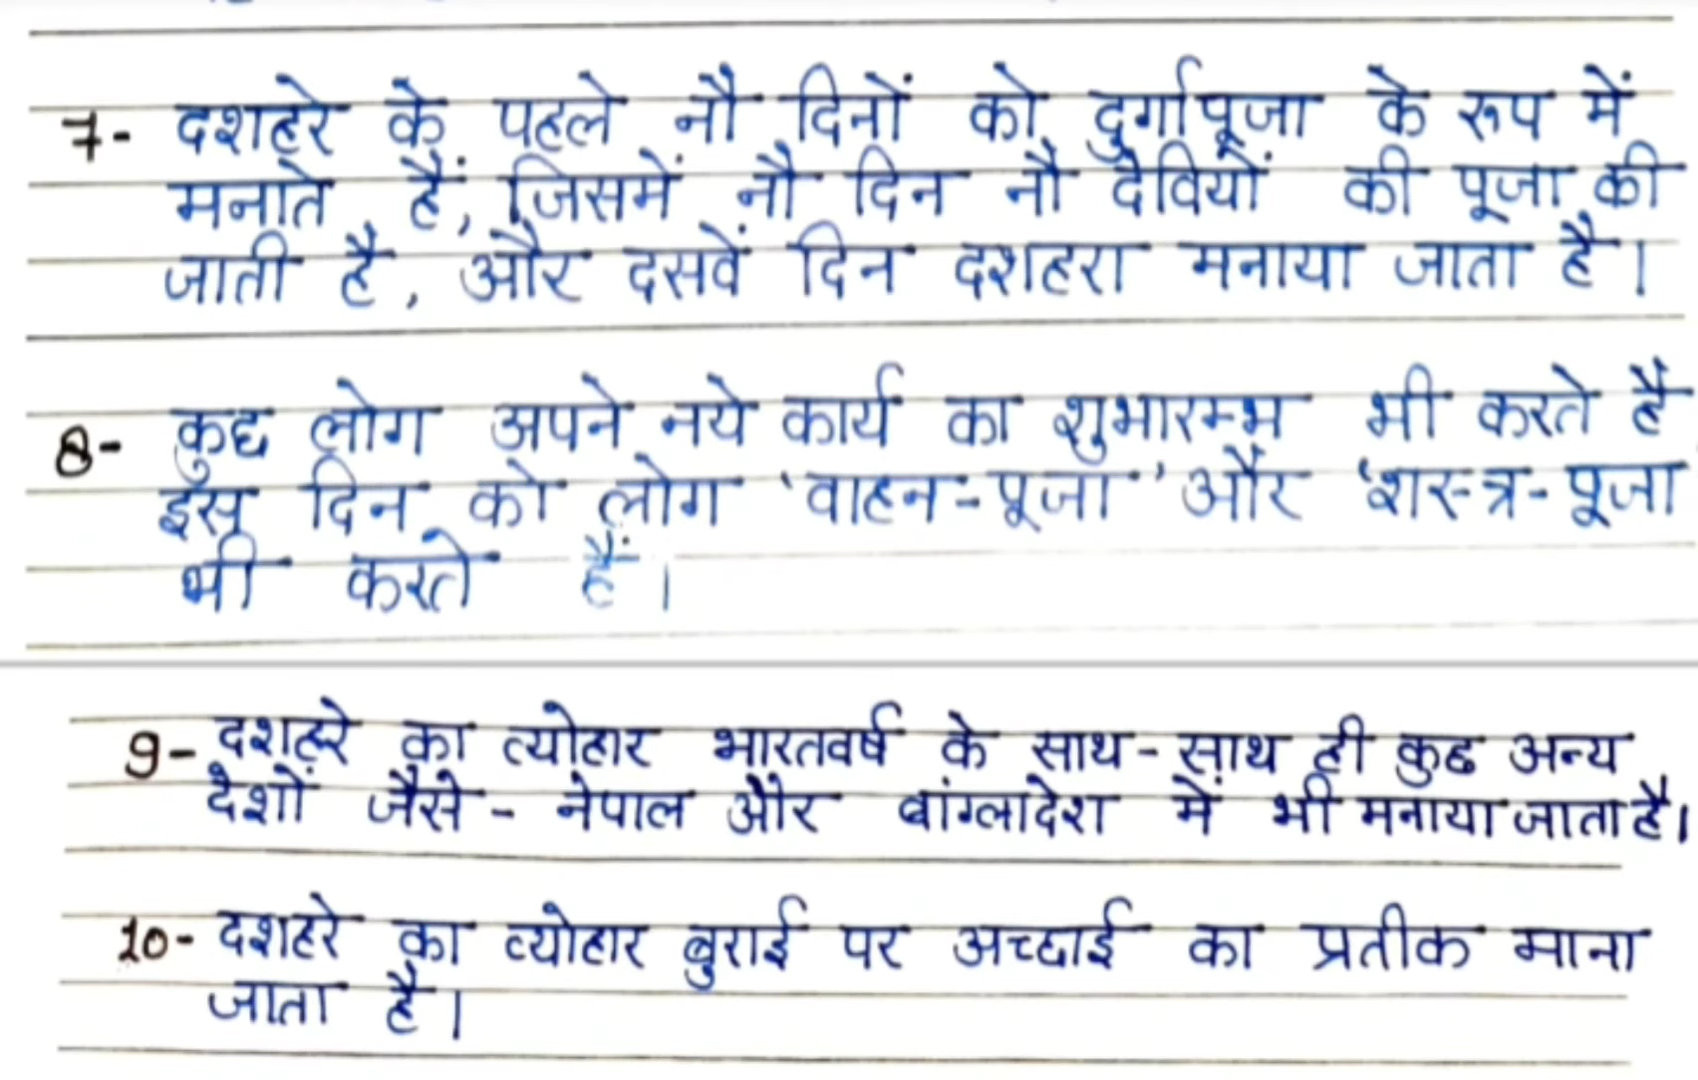 7- दशहरे के पहले नौ दिनों को दुर्गापूजा के रूप में
मनाते हैं, जिसमें नौ दिन नौ देवियों की पूजा की
जाती है, और दसवें दिन दशहरा मनाया जाता है।
8- कुछ लोग अपने नये कार्य का शुभारम्भ भी करते हैं
इस दिन को लोग 'वाहन-पूजा' और 'शस्त्र-पूजा
भी करते हैं।
9- दशहरे का त्योहार भारतवर्ष के साथ-साथ ही कुछ अन्य
देशों जैसे - नेपाल और बांग्लादेश में भी मनाया जाता है।
10- दशहरे का त्योहार बुराई पर अच्छाई का प्रतीक माना
जाता है।